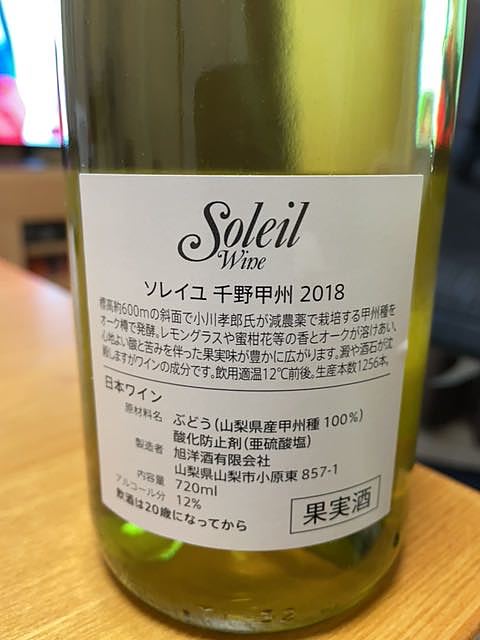 Soleil
Wine
ソレイユ 千野甲州 2018
標高約600mの斜面で小川孝郎氏が減農薬で栽培する甲州種を
オーク樽で発酵。レモングラスや蜜柑花等の香とオークが溶けあい、
心地よい酸と苦みを伴った果実味が豊かに広がります。澱や酒石が沈
殿しますがワインの成分です。飲用適温12℃前後。生産本数1256本。
日本ワイン
原材料名 ぶどう(山梨県産甲州種 100%)
酸化防止剤(亜硫酸塩)
製造者 旭洋酒有限会社
山梨県山梨市小原東 857-1
内容量 720ml
アルコール分 12%
飲酒は20歳になってから
果実酒